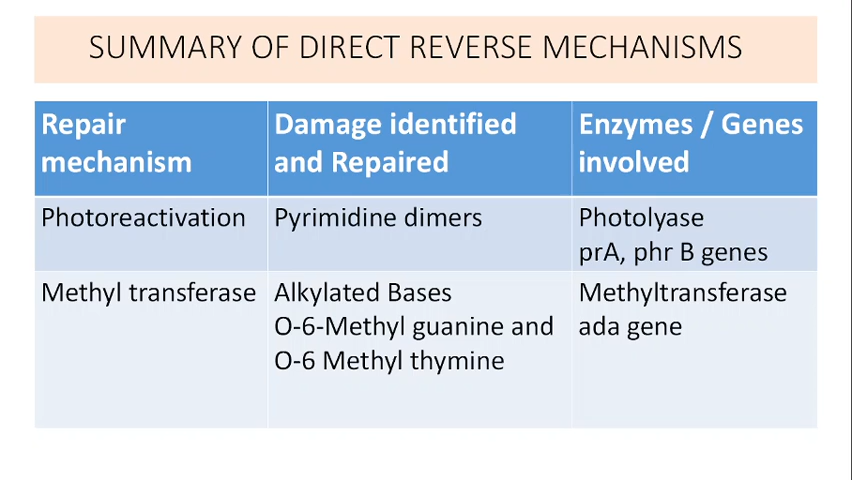 SUMMARY OF DIRECT REVERSE MECHANISMS
Repair
mechanism
Damage identified
and Repaired
Enzymes / Genes
involved
Photoreactivation
Pyrimidine dimers
Photolyase
prA, phr B genes
Methyl transferase
Alkylated Bases
O-6-Methyl guanine and
O-6 Methyl thymine
Methyltransferase
ada gene